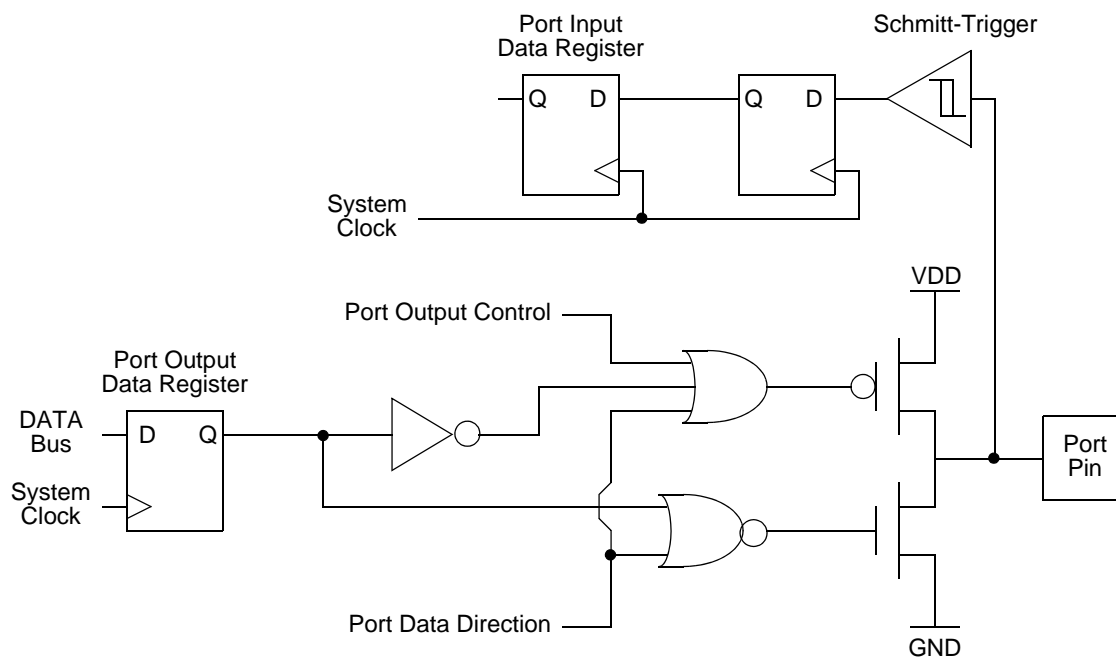 Port Input
Data Register
Schmitt-Trigger
Q D
Q D
System
Clock
VDD
Port Output Control
Port Output
Data Register
DATA
Bus
D Q
System
Clock
Port
Pin
Port Data Direction
GND